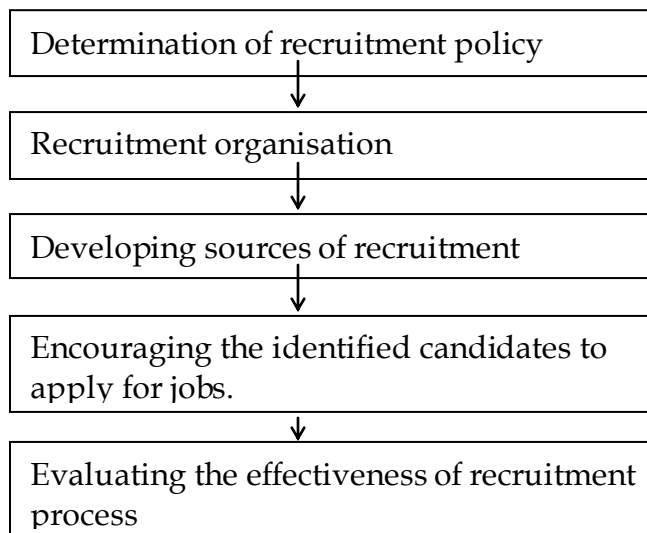 Determination of recruitment policy
Recruitment organisation
Developing sources of recruitment
Encouraging the identified candidates to
apply for jobs.
Evaluating the effectiveness of recruitment
process